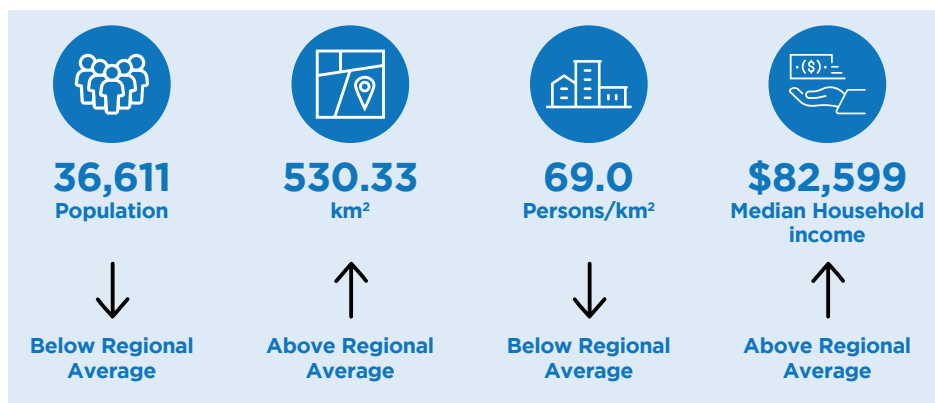 ($)
36,611
Population
↓
Below Regional
Average
530.33
km²
↑
Above Regional
Average
69.0
Persons/km²
↓
Below Regional
Average
$82,599
Median Household
income
↑
Above Regional
Average